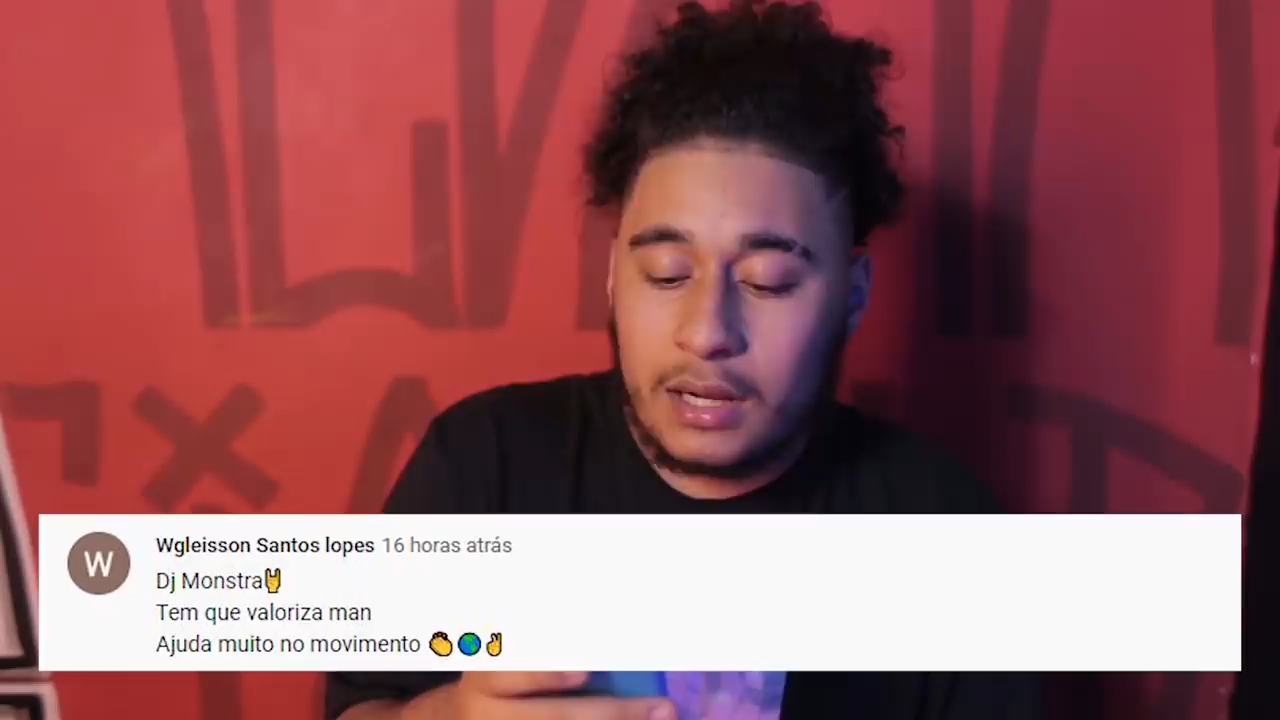 W
Wgleisson Santos lopes 16 horas atrás
Dj Monstra🤘
Tem que valoriza man
Ajuda muito no movimento 👏🌎✌